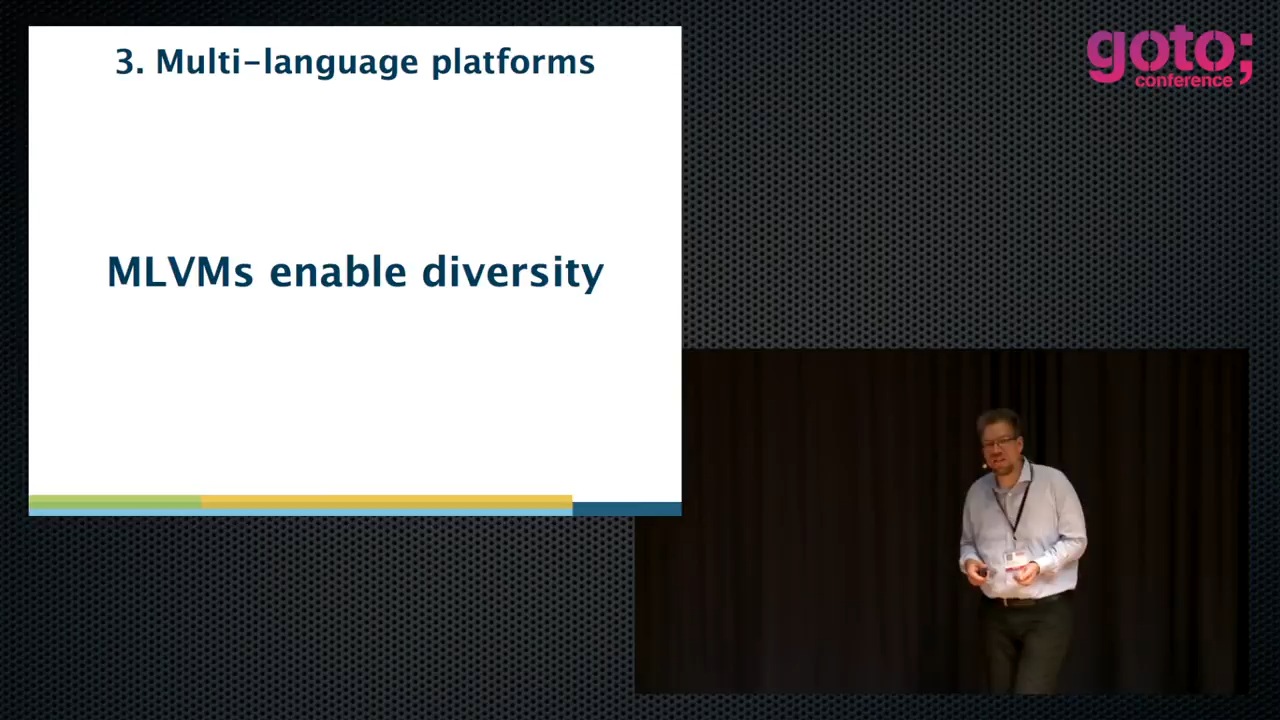 3. Multi-language platforms
MLVMs enable diversity
goto;
conference